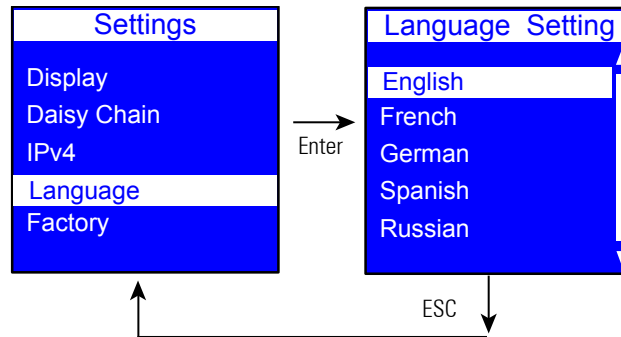 Settings
Display
Daisy Chain
IPv4
Language
Factory
Enter
Language Setting
English
French
German
Spanish
Russian
ESC